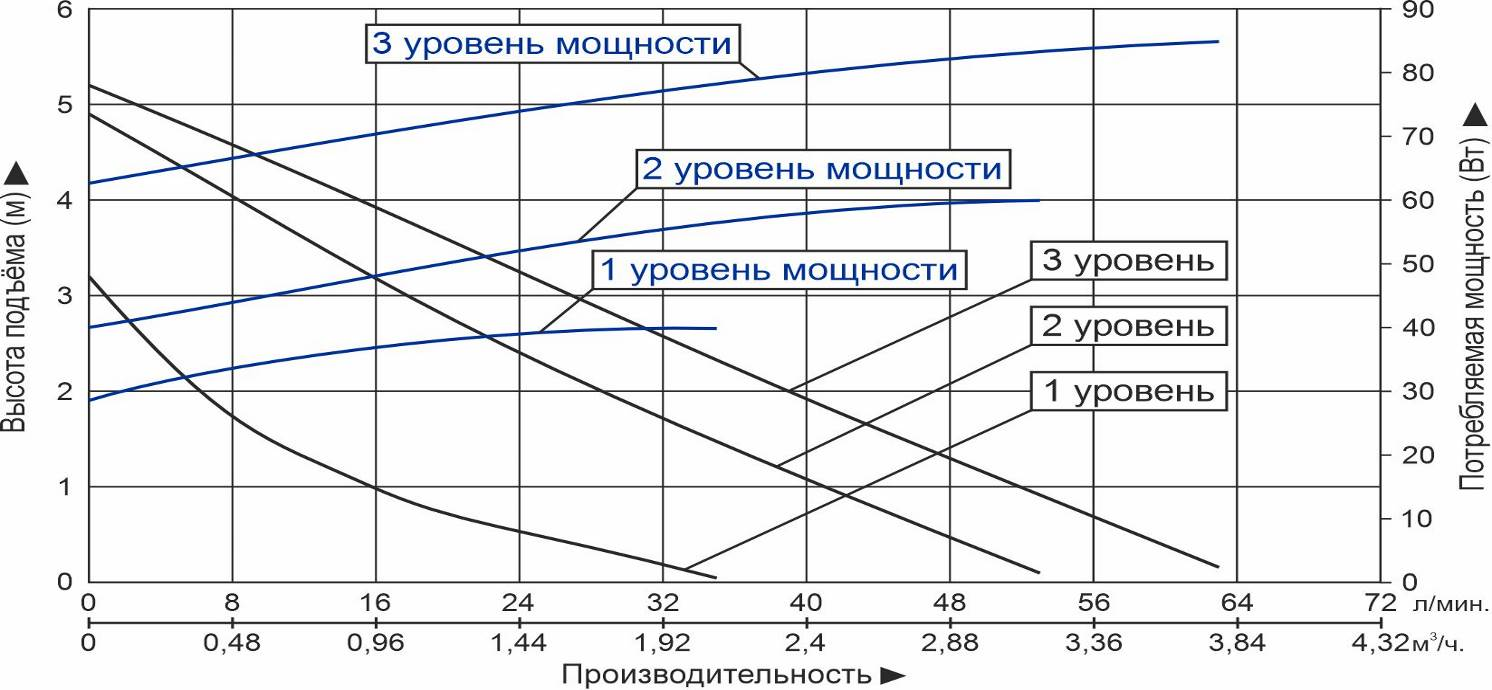 6
5
4
3
2
1
0
Высота подъёма (м) ▲
90
80
70
60
50
40
30
20
10
0
Потребляемая мощность (Вт) ▲
3 уровень мощности
2 уровень мощности
1 уровень мощности
3 уровень
2 уровень
1 уровень
0 8 16 24 32 40 48 56 64 72 л/мин.
0 0,48 0,96 1,44 1,92 2,4 2,88 3,36 3,84 4,32 м³/ч.
Производительность ►